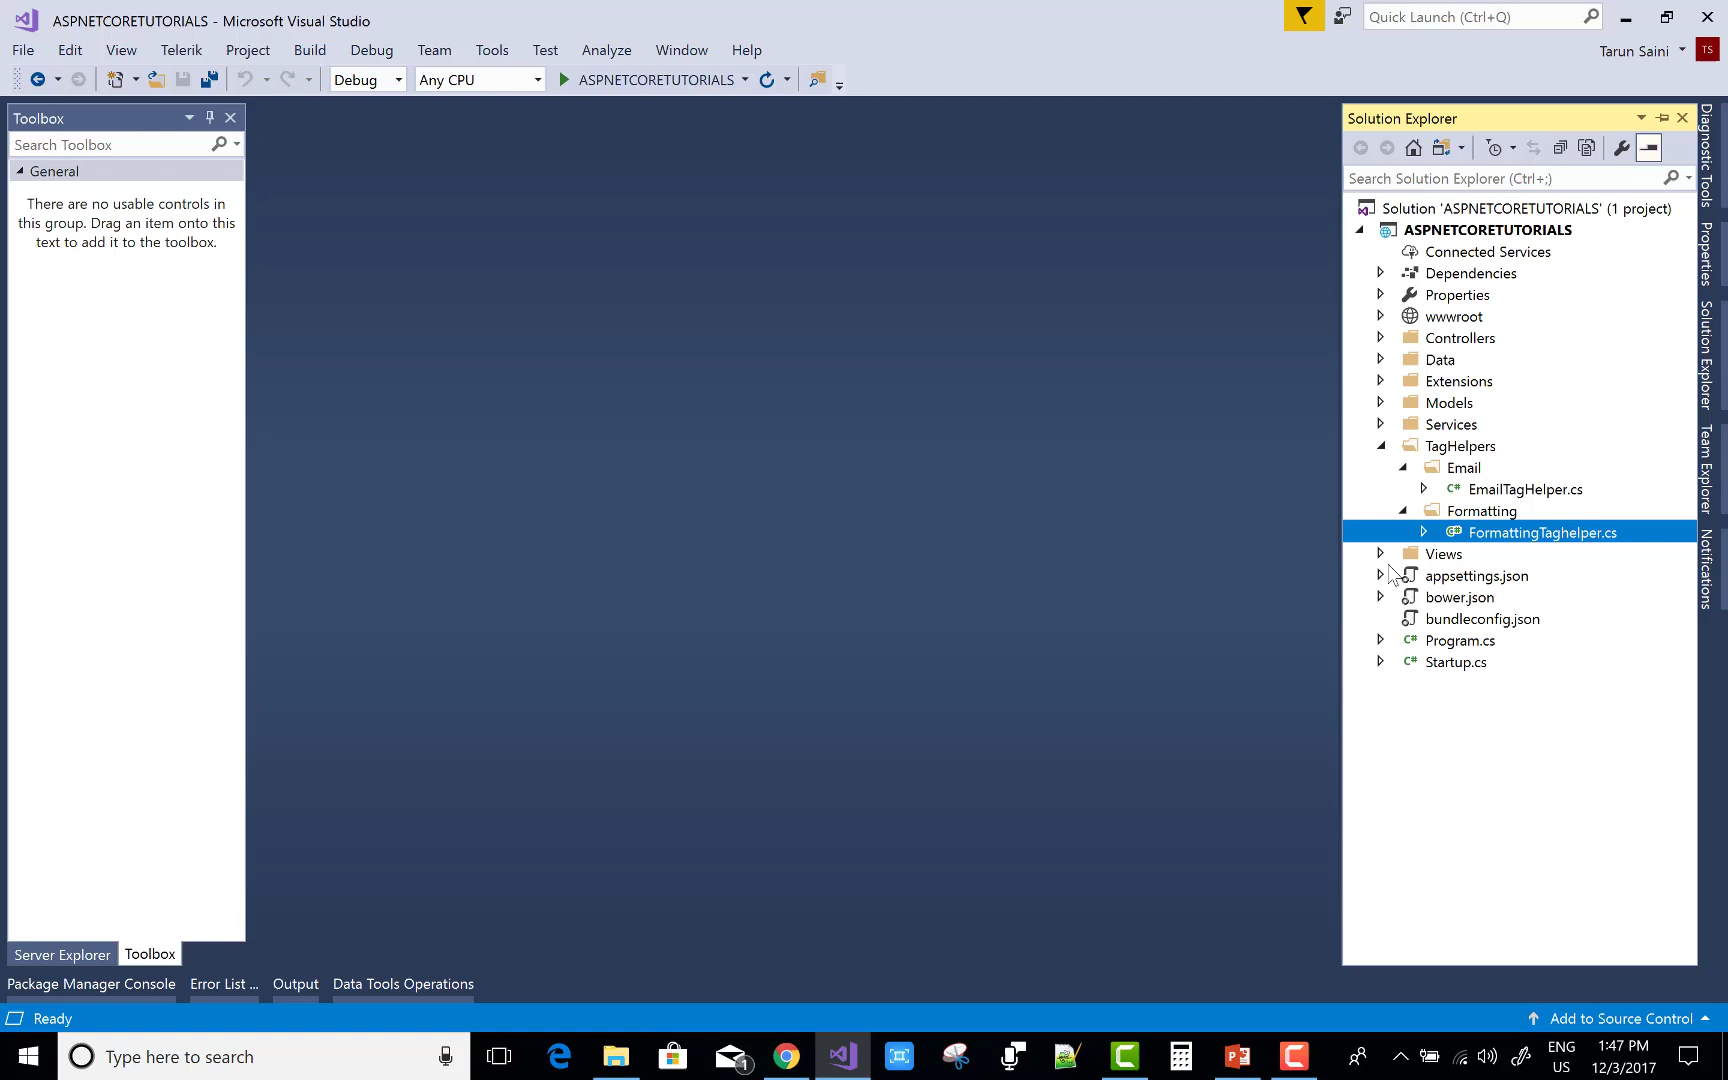 ASPNETCORETUTORIALS - Microsoft Visual Studio
Quick Launch (Ctrl+Q)
File Edit View Telerik Project Build Debug Team Tools Test Analyze Window Help
Tarun Saini TS
Debug Any CPU ASPNETCORETUTORIALS
Toolbox
Search Toolbox
General
There are no usable controls in
this group. Drag an item onto this
text to add it to the toolbox.
Server Explorer Toolbox
Solution Explorer
Search Solution Explorer (Ctrl+;)
Solution 'ASPNETCORETUTORIALS' (1 project)
ASPNETCORETUTORIALS
Connected Services
Dependencies
Properties
wwwroot
Controllers
Data
Extensions
Models
Services
TagHelpers
Email
C# EmailTagHelper.cs
Formatting
C# FormattingTaghelper.cs
Views
appsettings.json
bower.json
bundleconfig.json
C# Program.cs
C# Startup.cs
Diagnostic Tools
Properties
Solution Explorer
Team Explorer
Notifications
Package Manager Console Error List ... Output Data Tools Operations
Ready
Add to Source Control
Type here to search
1
ENG
US
1:47 PM
12/3/2017